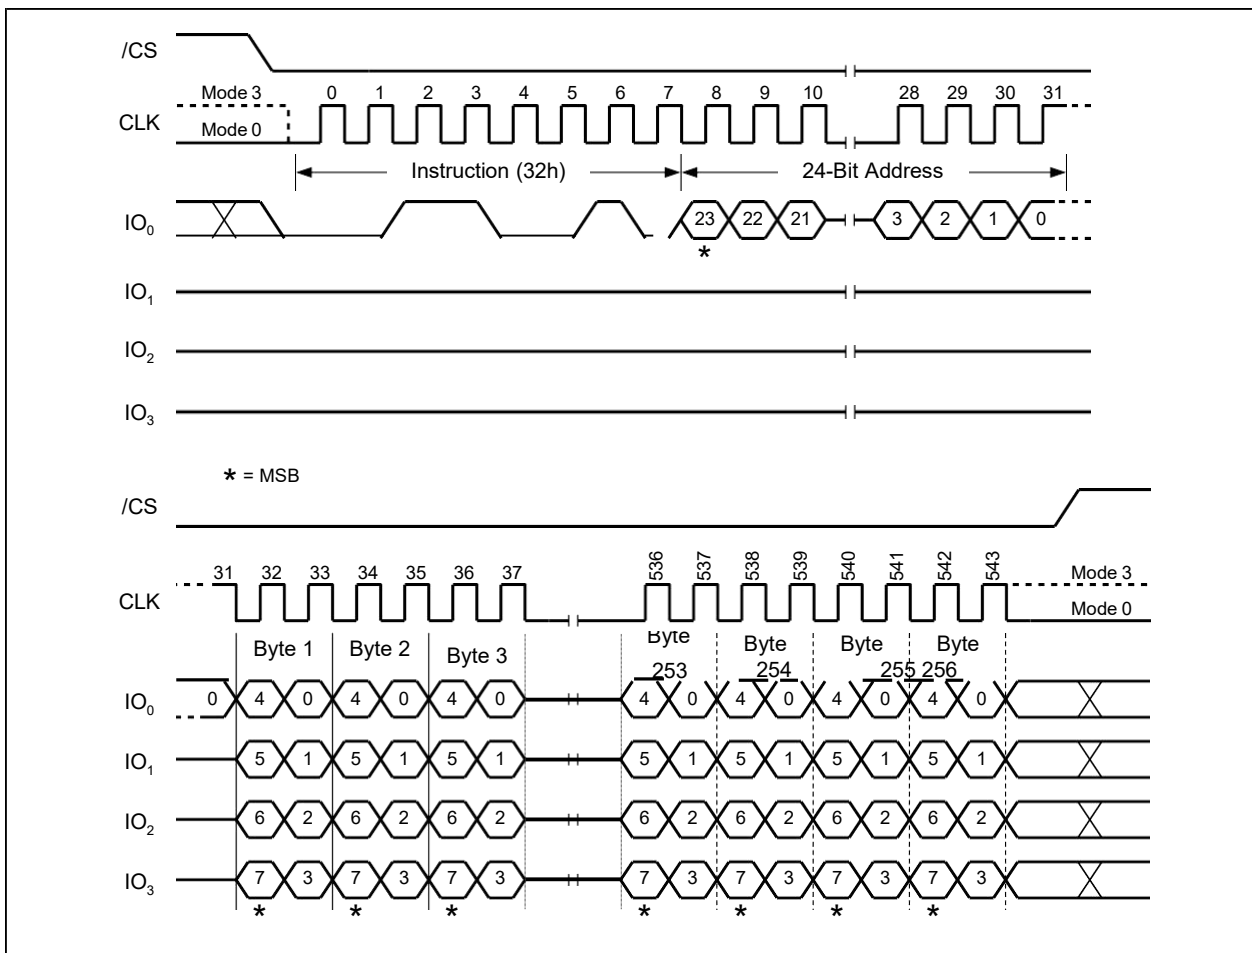 /CS
Mode 3 0 1 2 3 4 5 6 7 8 9 10 28 29 30 31
CLK
Mode 0
Instruction (32h) 24-Bit Address
IO0 23 22 21 3 2 1 0
*
IO1
IO2
IO3
* = MSB
/CS
31 32 33 34 35 36 37 536 537 538 539 540 541 542 543 Mode 3
CLK
Mode 0
Byte 1 Byte 2 Byte 3 Byte Byte Byte Byte
253 254 255 256
IO0 0 4 0 4 0 4 0 4 0 4 0 4 0 4 0
IO1 5 1 5 1 5 1 5 1 5 1 5 1 5 1
IO2 6 2 6 2 6 2 6 2 6 2 6 2 6 2
IO3 7 3 7 3 7 3 7 3 7 3 7 3 7 3
* * * * * * *